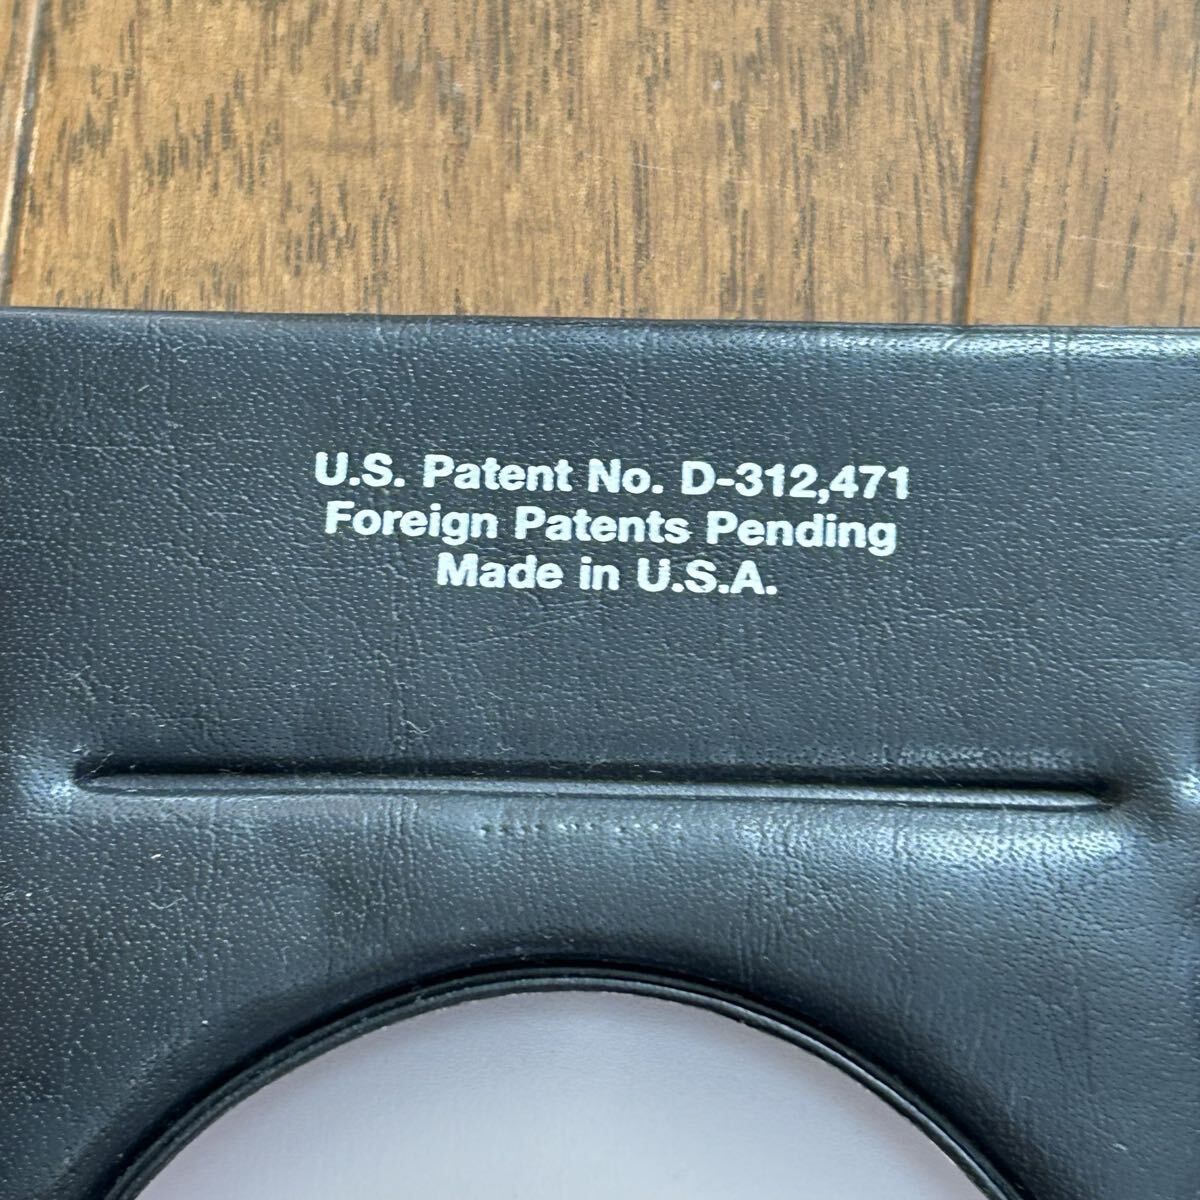 U.S. Patent No. D-312,471
Foreign Patents Pending
Made in U.S.A.